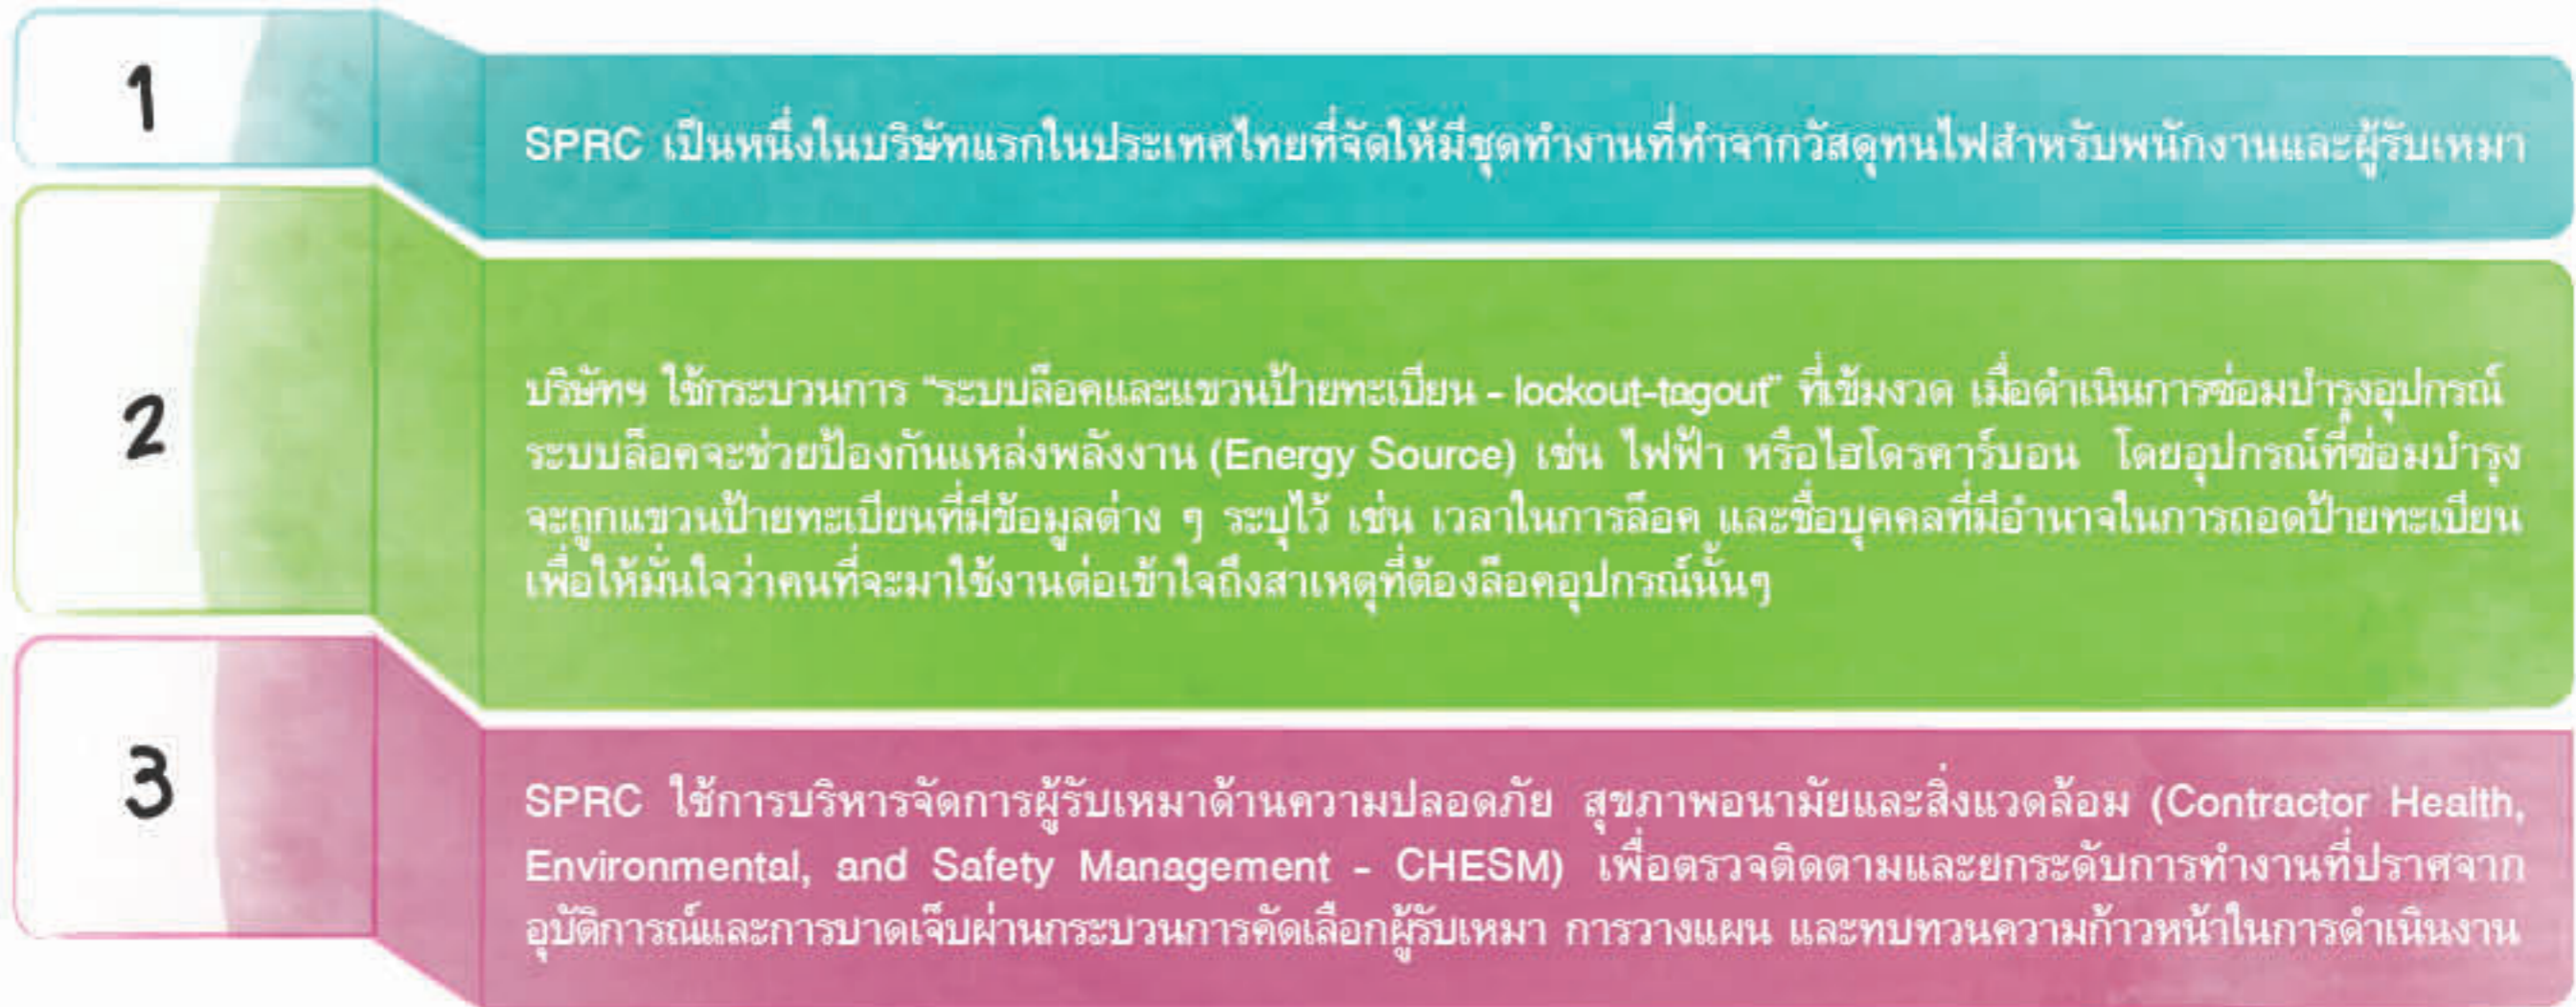 1
SPRC เป็นหนึ่งในบริษัทแรกในประเทศไทยที่จัดให้มีชุดทำงานที่ทำจากวัสดุทนไฟสำหรับพนักงานและผู้รับเหมา
2
บริษัทฯ ใช้กระบวนการ “ระบบล็อคและแขวนป้ายทะเบียน - lockout-tagout” ที่เข้มงวด เมื่อดำเนินการซ่อมบำรุงอุปกรณ์
ระบบล็อคจะช่วยป้องกันแหล่งพลังงาน (Energy Source) เช่น ไฟฟ้า หรือไฮโดรคาร์บอน โดยอุปกรณ์ที่ซ่อมบำรุง
จะถูกแขวนป้ายทะเบียนที่มีข้อมูลต่าง ๆ ระบุไว้ เช่น เวลาในการล็อค และชื่อบุคคลที่มีอำนาจในการถอดป้ายทะเบียน
เพื่อให้มั่นใจว่าคนที่จะมาใช้งานต่อเข้าใจถึงสาเหตุที่ต้องล็อคอุปกรณ์นั้นๆ
3
SPRC ใช้การบริหารจัดการผู้รับเหมาด้านความปลอดภัย สุขภาพอนามัยและสิ่งแวดล้อม (Contractor Health,
Environmental, and Safety Management - CHESM) เพื่อตรวจติดตามและยกระดับการทำงานที่ปราศจาก
อุบัติการณ์และการบาดเจ็บผ่านกระบวนการคัดเลือกผู้รับเหมา การวางแผน และทบทวนความก้าวหน้าในการดำเนินงาน